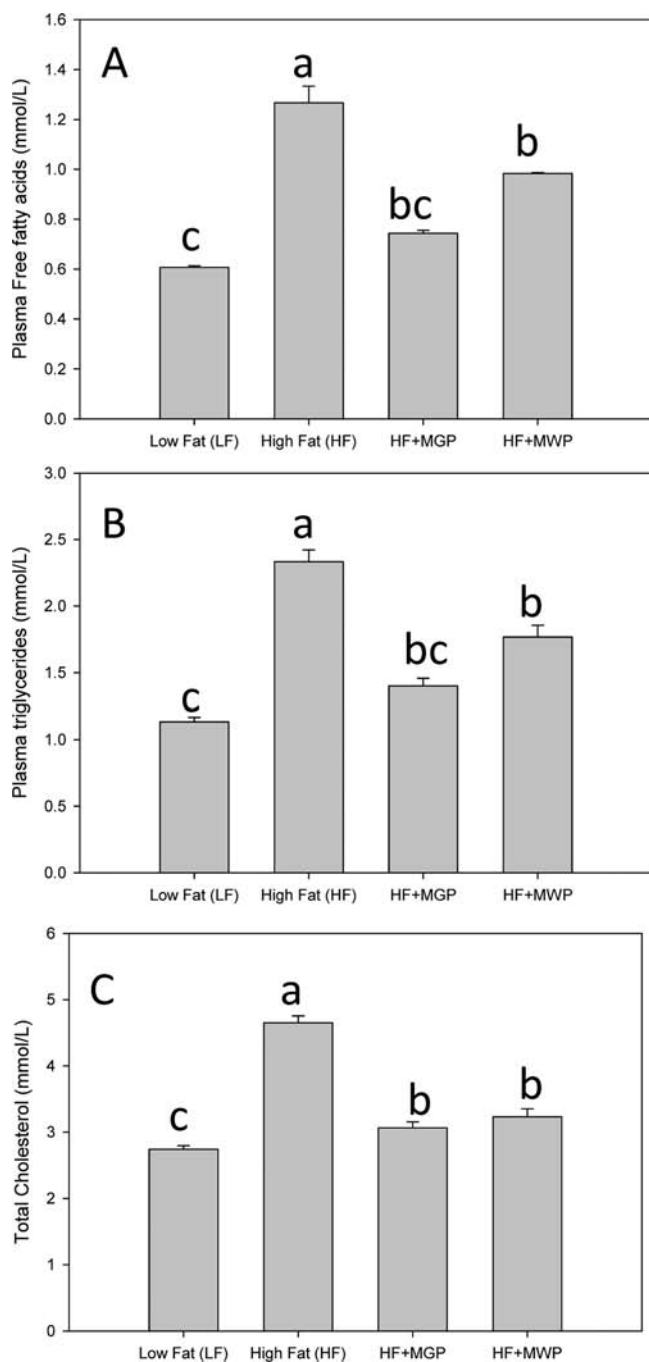 A
Plasma Free fatty acids (mmol/L)
1.6
1.4
1.2
1.0
0.8
0.6
0.4
0.2
0.0
c
a
bc
b
Low Fat (LF) High Fat (HF) HF+MGP HF+MWP
B
Plasma triglycerides (mmol/L)
3.0
2.5
2.0
1.5
1.0
0.5
0.0
c
a
bc
b
Low Fat (LF) High Fat (HF) HF+MGP HF+MWP
C
Total Cholesterol (mmol/L)
6
5
4
3
2
1
0
c
a
b
b
Low Fat (LF) High Fat (HF) HF+MGP HF+MWP